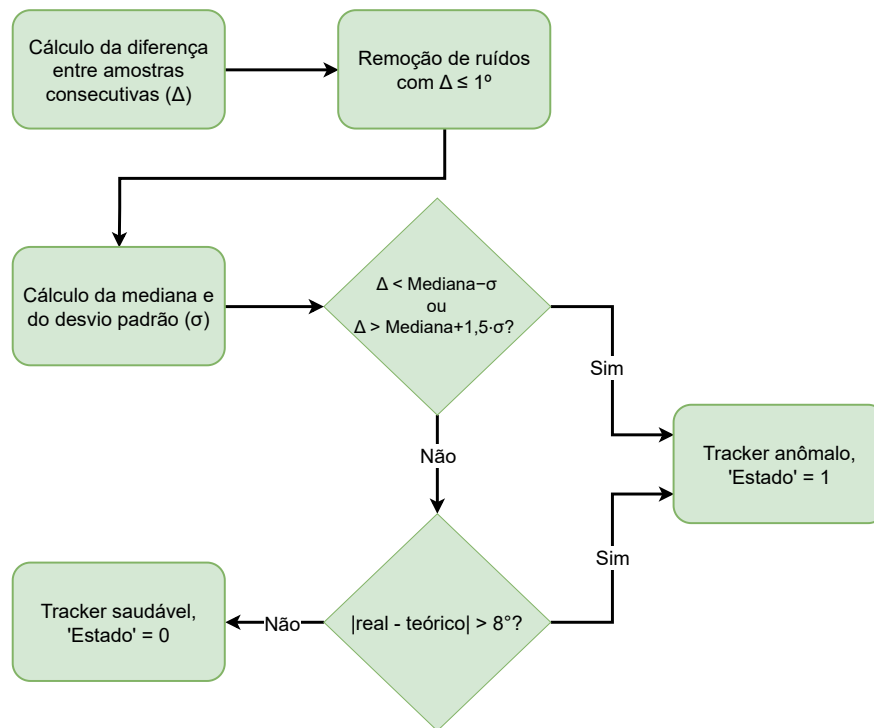 Cálculo da diferença
entre amostras
consecutivas (Δ)
Remoção de ruídos
com Δ ≤ 1º
Cálculo da mediana e
do desvio padrão (σ)
Δ < Mediana−σ
ou
Δ > Mediana+1,5·σ?
Sim
Não
Tracker anômalo,
'Estado' = 1
Sim
|real - teórico| > 8°?
Não
Tracker saudável,
'Estado' = 0